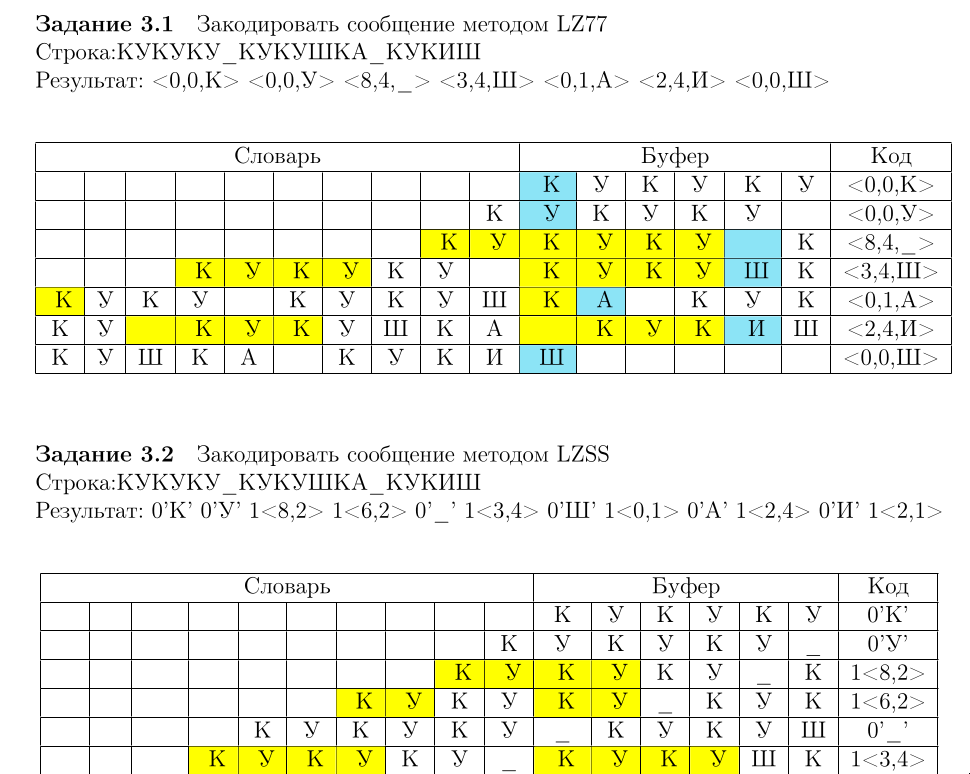 Задание 3.1 Закодировать сообщение методом LZ77
Строка:КУКУКУ_КУКУШКА_КУКИШ
Результат: <0,0,К> <0,0,У> <8,4,_> <3,4,Ш> <0,1,А> <2,4,И> <0,0,Ш>
Словарь Буфер Код
К У К У К У <0,0,К>
К У К У К У <0,0,У>
К У К У К У К <8,4,_>
К У К У К У К У К У Ш К <3,4,Ш>
К У К У К У К У Ш К А К У К <0,1,А>
К У К У К У Ш К А К У К И Ш <2,4,И>
К У Ш К А К У К И Ш <0,0,Ш>
Задание 3.2 Закодировать сообщение методом LZSS
Строка:КУКУКУ_КУКУШКА_КУКИШ
Результат: 0'К' 0'У' 1<8,2> 1<6,2> 0'_' 1<3,4> 0'Ш' 1<0,1> 0'А' 1<2,4> 0'И' 1<2,1>
Словарь Буфер Код
К У К У К У 0'К'
К У К У К У _ 0'У'
К У К У К У _ К 1<8,2>
К У К У К У _ К У К 1<6,2>
К У К У К У _ К У К У Ш 0'_'
К У К У К У _ К У К У Ш К 1<3,4>